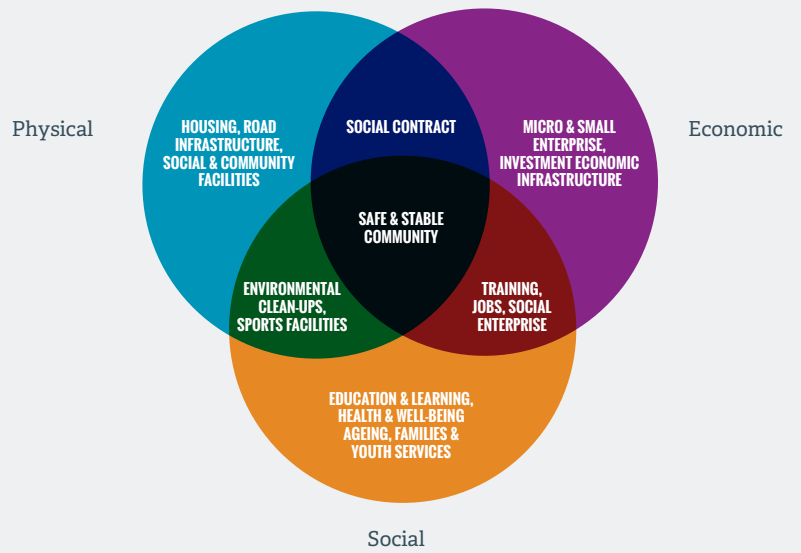 Physical
Economic
HOUSING, ROAD
INFRASTRUCTURE,
SOCIAL & COMMUNITY
FACILITIES
SOCIAL CONTRACT
MICRO & SMALL
ENTERPRISE,
INVESTMENT ECONOMIC
INFRASTRUCTURE
SAFE & STABLE
COMMUNITY
ENVIRONMENTAL
CLEAN-UPS,
SPORTS FACILITIES
TRAINING,
JOBS, SOCIAL
ENTERPRISE
EDUCATION & LEARNING,
HEALTH & WELL-BEING
AGEING, FAMILIES &
YOUTH SERVICES
Social